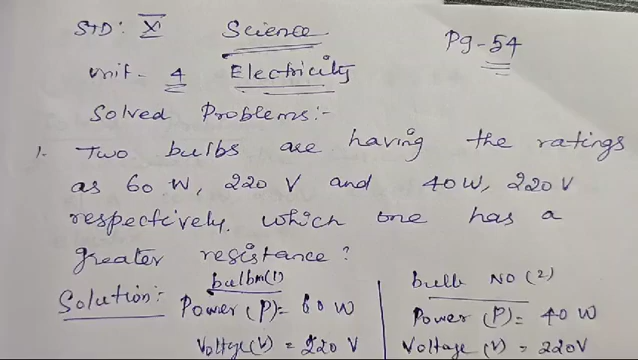 STD: X Science Pg-54
Unit - 4 Electricity
Solved Problems:-
1. Two bulbs are having the ratings
as 60 W, 220 V and 40 W, 220 V
respectively. Which one has a
greater resistance?
Solution: bulb (1) bulb NO (2)
Power (P) = 60 W Power (P) = 40 W
Voltage (V) = 220 V Voltage (V) = 220V